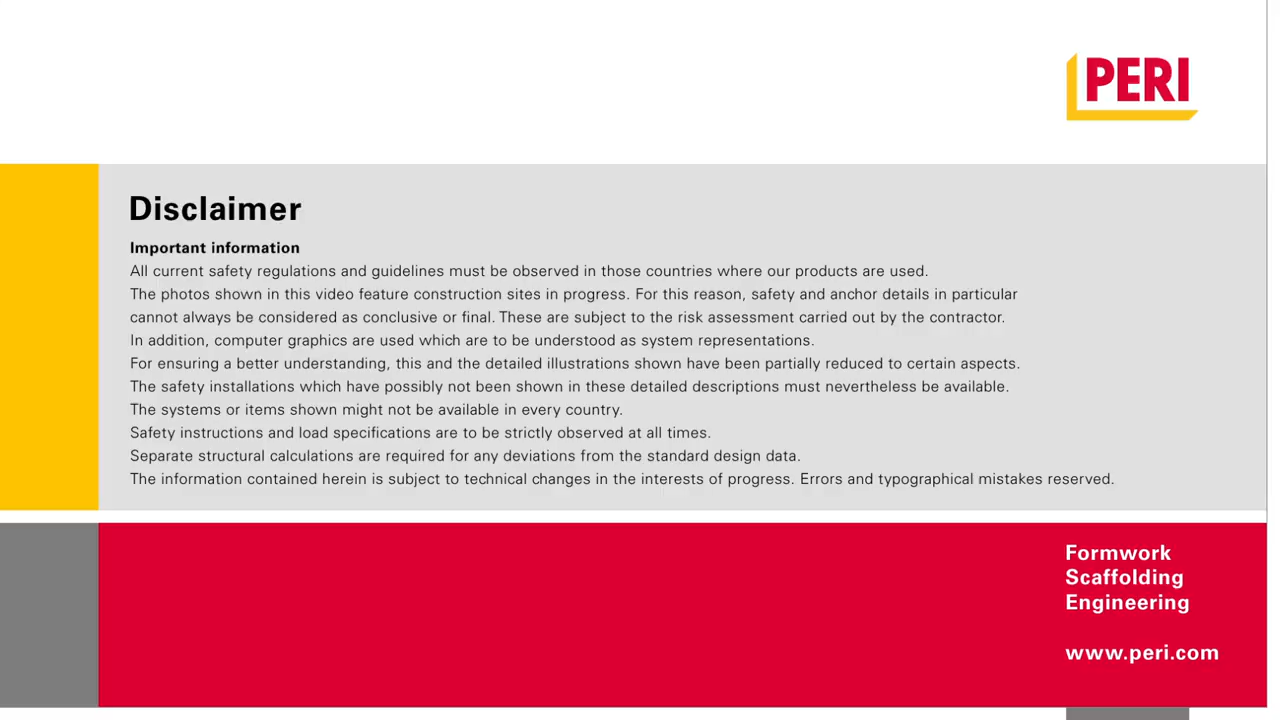 PERI
Disclaimer
Important information
All current safety regulations and guidelines must be observed in those countries where our products are used.
The photos shown in this video feature construction sites in progress. For this reason, safety and anchor details in particular
cannot always be considered as conclusive or final. These are subject to the risk assessment carried out by the contractor.
In addition, computer graphics are used which are to be understood as system representations.
For ensuring a better understanding, this and the detailed illustrations shown have been partially reduced to certain aspects.
The safety installations which have possibly not been shown in these detailed descriptions must nevertheless be available.
The systems or items shown might not be available in every country.
Safety instructions and load specifications are to be strictly observed at all times.
Separate structural calculations are required for any deviations from the standard design data.
The information contained herein is subject to technical changes in the interests of progress. Errors and typographical mistakes reserved.
Formwork
Scaffolding
Engineering
www.peri.com